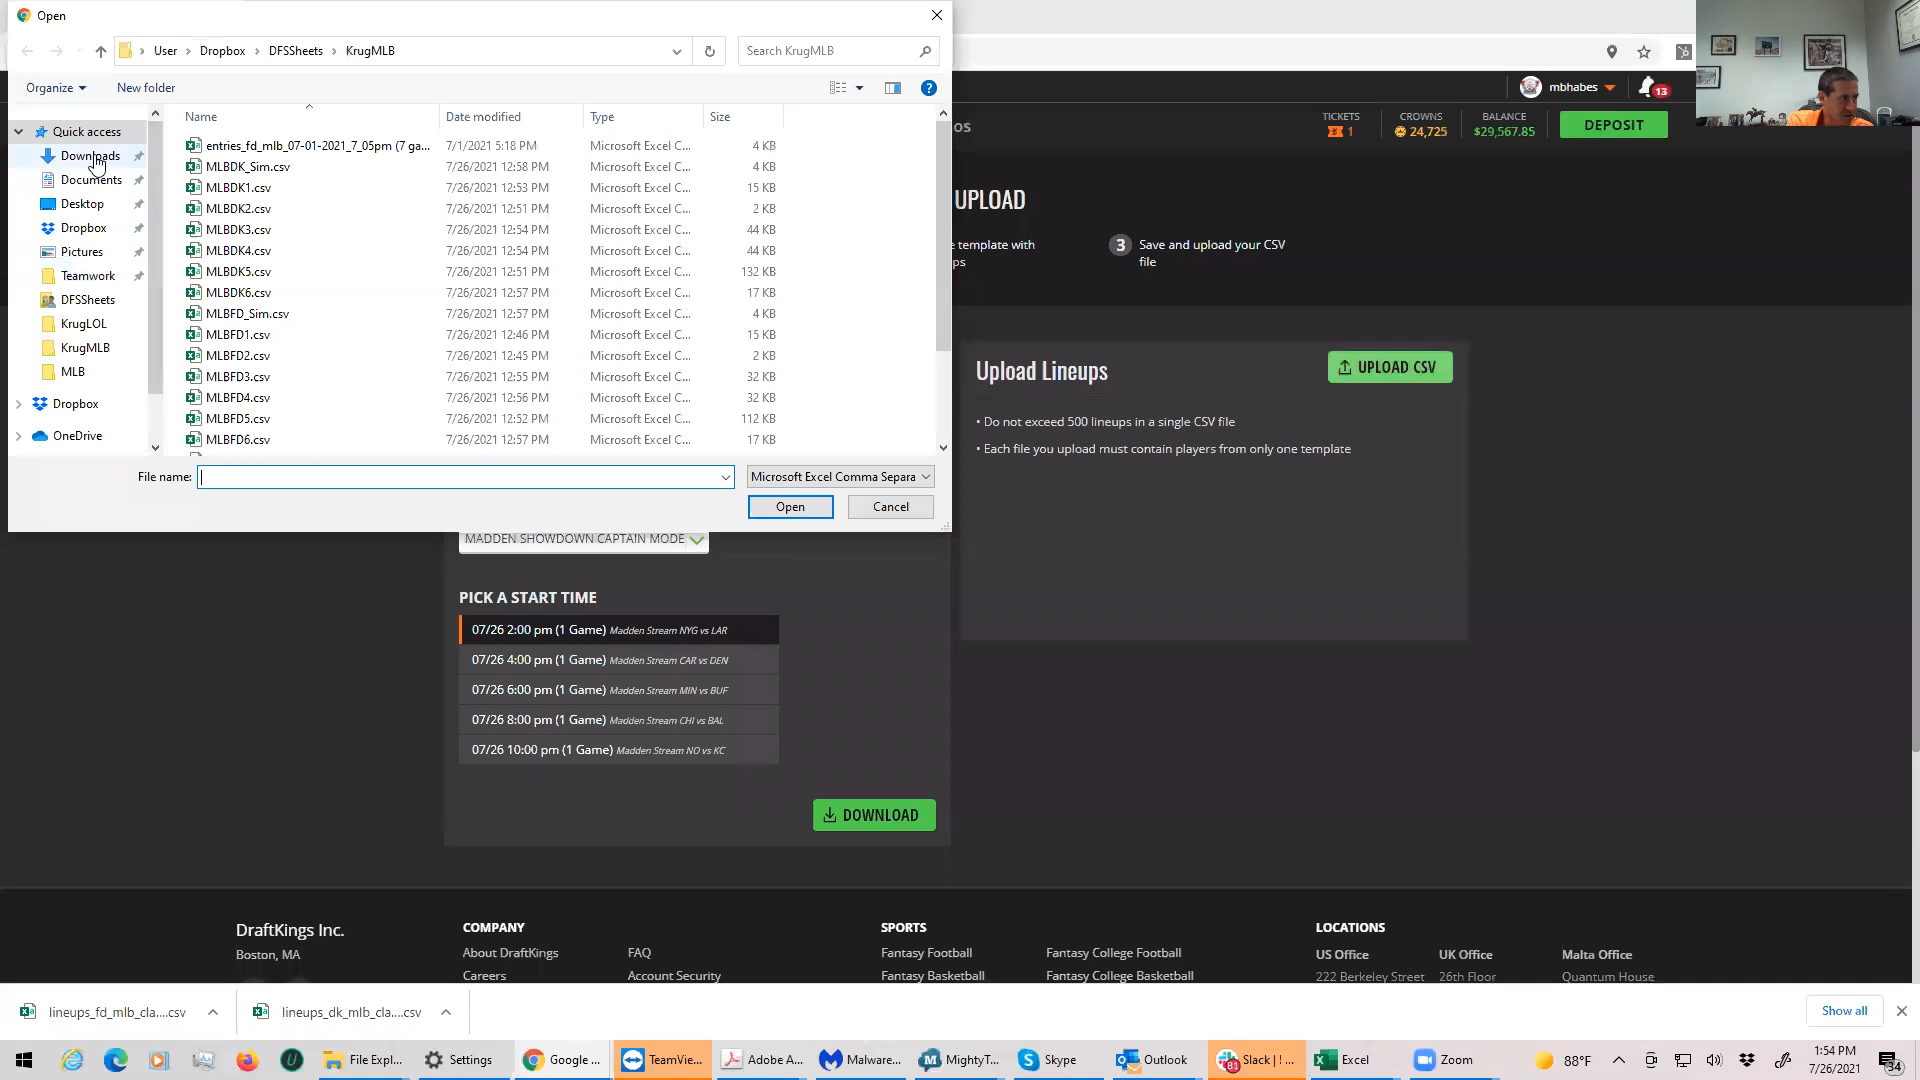 Open
User > Dropbox > DFSSheets > KrugMLB
Search KrugMLB
Organize
New folder
Name Date modified Type Size
Quick access
Downloads
Documents
Desktop
Dropbox
Pictures
Teamwork
DFSSheets
KrugLOL
KrugMLB
MLB
Dropbox
OneDrive
entries_fd_mlb_07-01-2021_7_05pm (7 ga... 7/1/2021 5:18 PM Microsoft Excel C... 4 KB
MLBDK_Sim.csv 7/26/2021 12:58 PM Microsoft Excel C... 4 KB
MLBDK1.csv 7/26/2021 12:53 PM Microsoft Excel C... 15 KB
MLBDK2.csv 7/26/2021 12:51 PM Microsoft Excel C... 2 KB
MLBDK3.csv 7/26/2021 12:54 PM Microsoft Excel C... 44 KB
MLBDK4.csv 7/26/2021 12:54 PM Microsoft Excel C... 44 KB
MLBDK5.csv 7/26/2021 12:51 PM Microsoft Excel C... 132 KB
MLBDK6.csv 7/26/2021 12:57 PM Microsoft Excel C... 17 KB
MLBFD_Sim.csv 7/26/2021 12:57 PM Microsoft Excel C... 4 KB
MLBFD1.csv 7/26/2021 12:46 PM Microsoft Excel C... 15 KB
MLBFD2.csv 7/26/2021 12:45 PM Microsoft Excel C... 2 KB
MLBFD3.csv 7/26/2021 12:55 PM Microsoft Excel C... 32 KB
MLBFD4.csv 7/26/2021 12:56 PM Microsoft Excel C... 32 KB
MLBFD5.csv 7/26/2021 12:52 PM Microsoft Excel C... 112 KB
MLBFD6.csv 7/26/2021 12:57 PM Microsoft Excel C... 17 KB
File name:
Microsoft Excel Comma Separa
Open
Cancel
mbhabes
13
os
TICKETS
1
CROWNS
24,725
BALANCE
$29,567.85
DEPOSIT
UPLOAD
e template with
ps
3 Save and upload your CSV
file
Upload Lineups
UPLOAD CSV
• Do not exceed 500 lineups in a single CSV file
• Each file you upload must contain players from only one template
MADDEN SHOWDOWN CAPTAIN MODE
PICK A START TIME
07/26 2:00 pm (1 Game) Madden Stream NYG vs LAR
07/26 4:00 pm (1 Game) Madden Stream CAR vs DEN
07/26 6:00 pm (1 Game) Madden Stream MIN vs BUF
07/26 8:00 pm (1 Game) Madden Stream CHI vs BAL
07/26 10:00 pm (1 Game) Madden Stream NO vs KC
DOWNLOAD
DraftKings Inc.
Boston, MA
COMPANY
About DraftKings
FAQ
Careers
Account Security
SPORTS
Fantasy Football
Fantasy College Football
Fantasy Basketball
Fantasy College Basketball
LOCATIONS
US Office
UK Office
Malta Office
222 Berkeley Street
26th Floor
Quantum House
lineups_fd_mlb_cla....csv
lineups_dk_mlb_cla....csv
Show all
File Expl...
Settings
Google ...
TeamVie...
Adobe A...
Malware...
MightyT...
Skype
Outlook
Slack | ! ...
Excel
Zoom
88°F
1:54 PM
7/26/2021
34